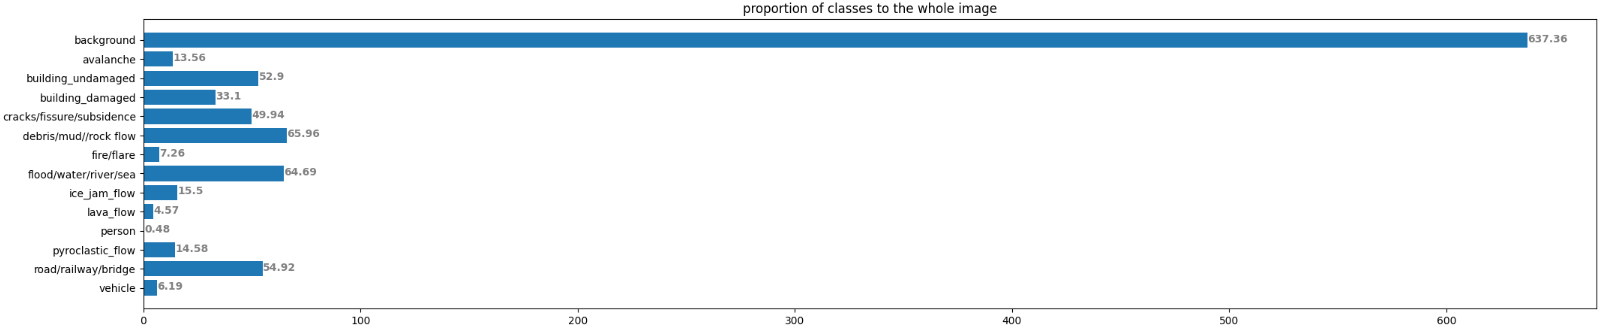 proportion of classes to the whole image
background 637.36
avalanche 13.56
building_undamaged 52.9
building_damaged 33.1
cracks/fissure/subsidence 49.94
debris/mud//rock flow 65.96
fire/flare 7.26
flood/water/river/sea 64.69
ice_jam_flow 15.5
lava_flow 4.57
person 0.48
pyroclastic_flow 14.58
road/railway/bridge 54.92
vehicle 6.19
0 100 200 300 400 500 600